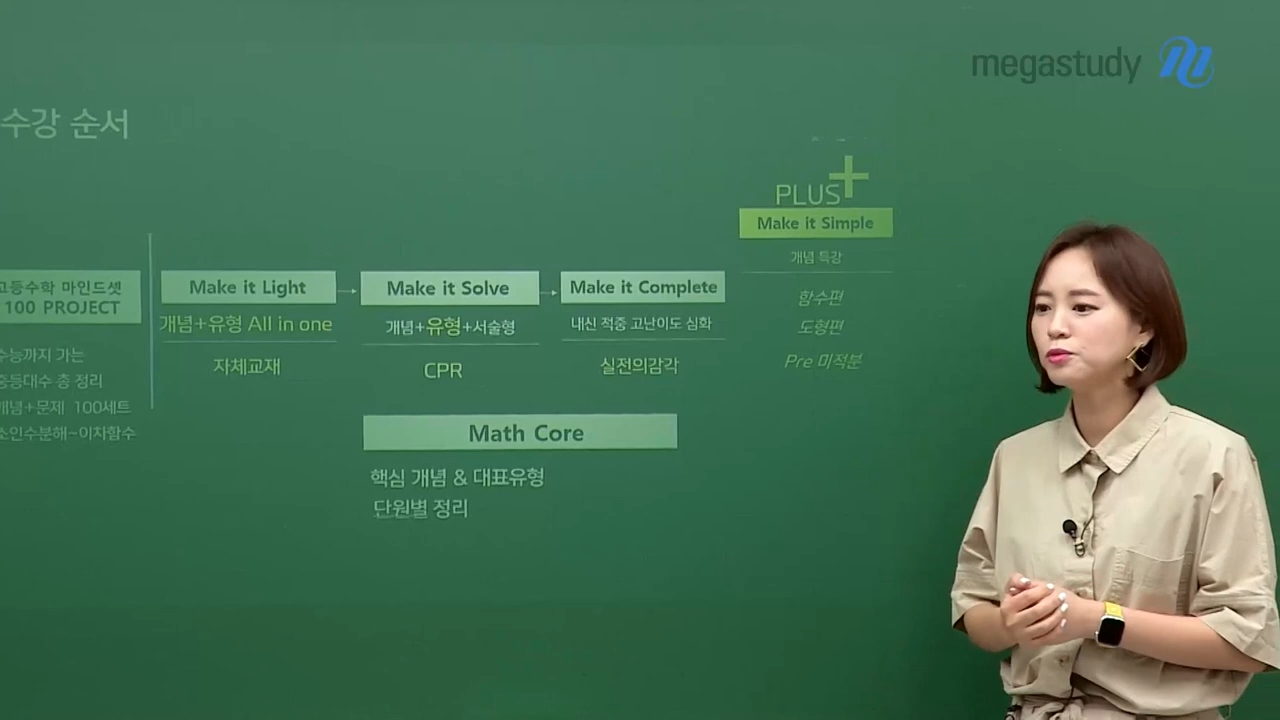 megastudy
수강 순서
고등수학 마인드셋
100 PROJECT
수능까지 가는
중등대수 총 정리
개념+문제 100세트
소인수분해~이차함수
Make it Light
개념+유형 All in one
자체교재
Make it Solve
개념+유형+서술형
CPR
Make it Complete
내신 적중 고난이도 심화
실전의감각
Math Core
핵심 개념 & 대표유형
단원별 정리
PLUS+
Make it Simple
개념 특강
함수편
도형편
Pre 미적분